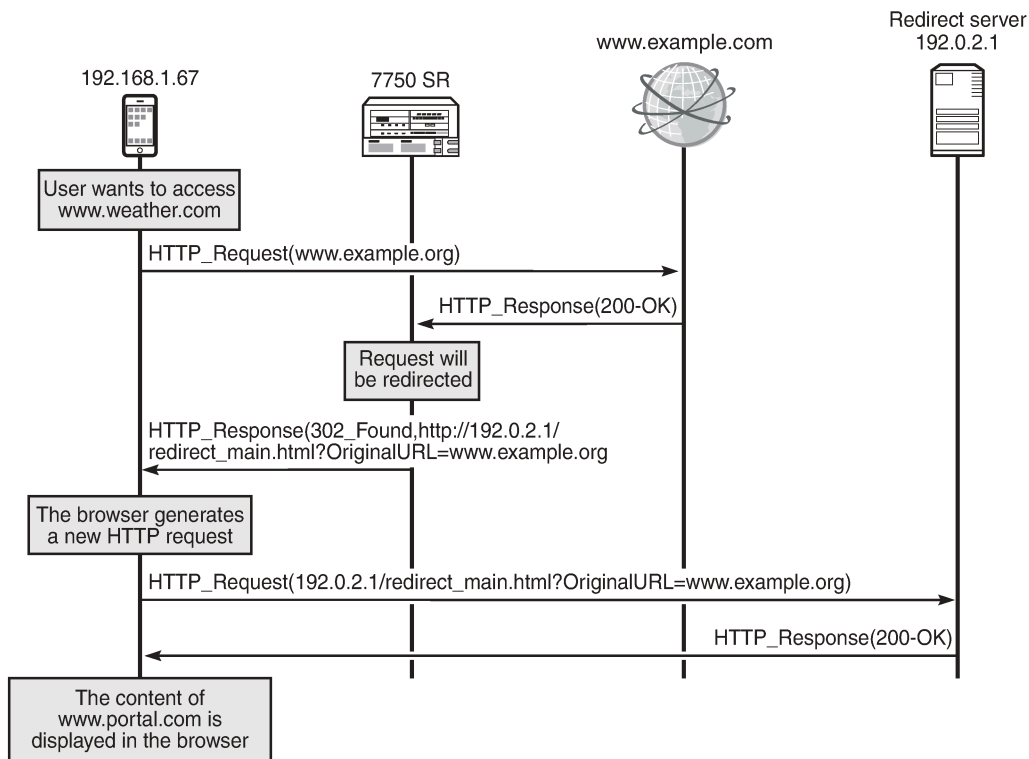 Redirect server
192.0.2.1
www.example.com
192.168.1.67
7750 SR
User wants to access
www.weather.com
HTTP_Request(www.example.org)
HTTP_Response(200-OK)
Request will
be redirected
HTTP_Response(302_Found,http://192.0.2.1/
redirect_main.html?OriginalURL=www.example.org
The browser generates
a new HTTP request
HTTP_Request(192.0.2.1/redirect_main.html?OriginalURL=www.example.org)
HTTP_Response(200-OK)
The content of
www.portal.com is
displayed in the browser